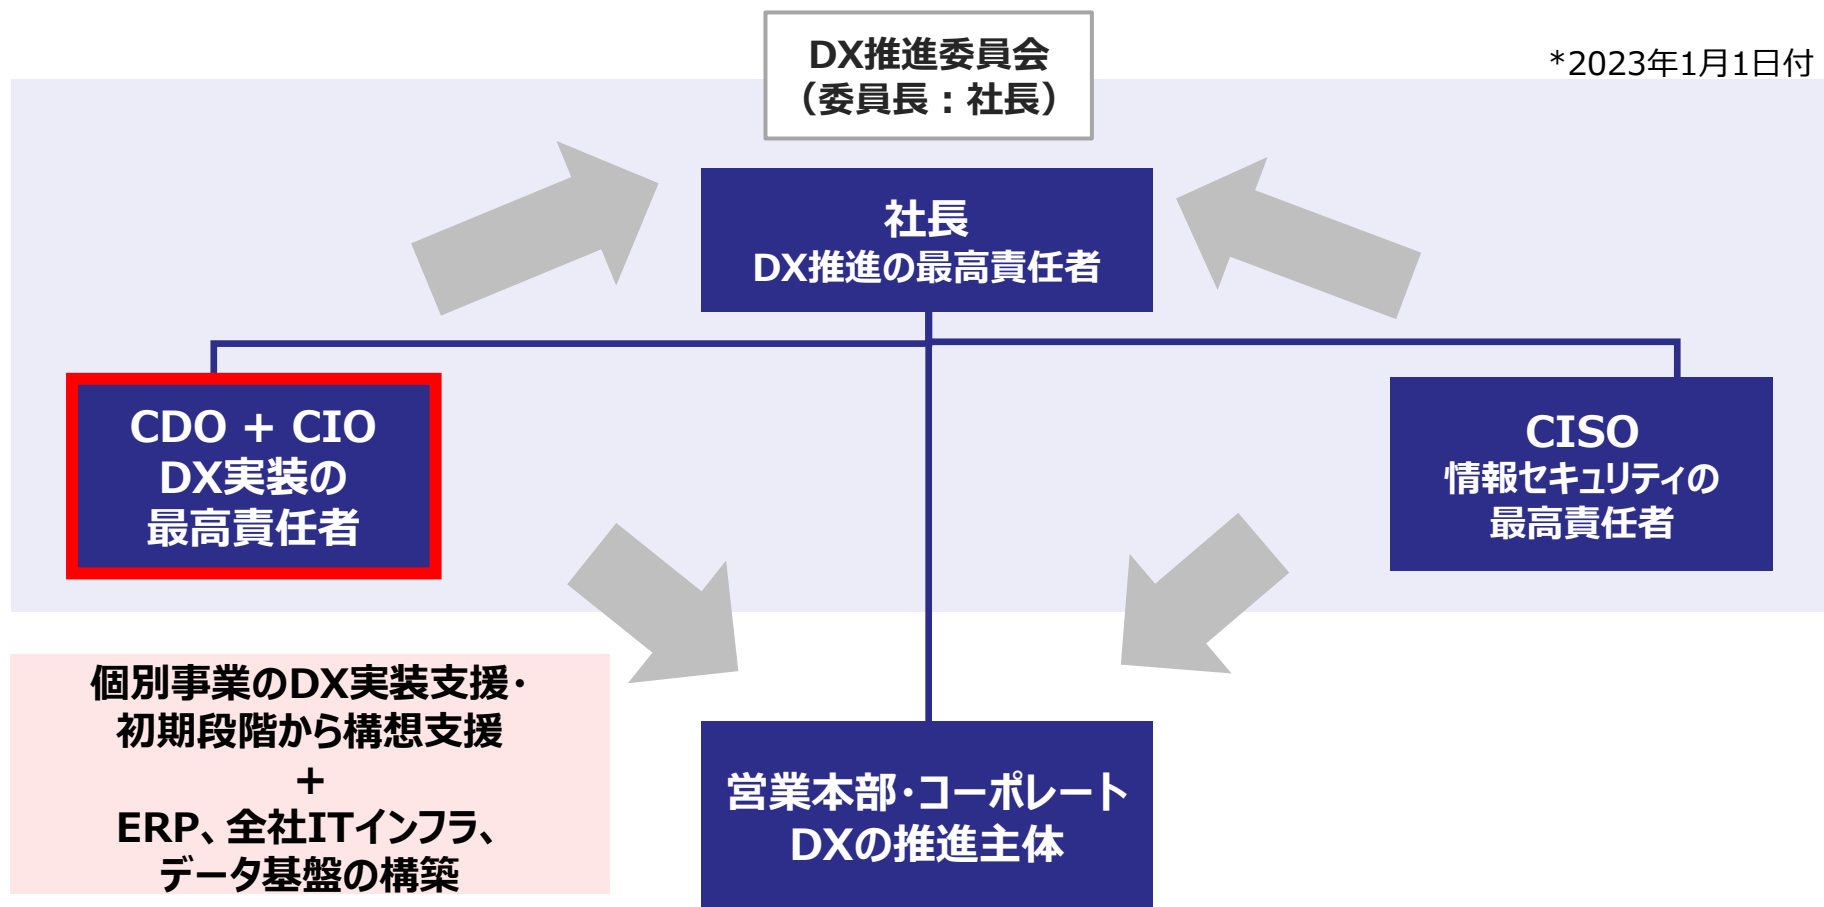 DX推進委員会
（委員長：社長）
*2023年1月1日付
社長
DX推進の最高責任者
CDO + CIO
DX実装の
最高責任者
CISO
情報セキュリティの
最高責任者
個別事業のDX実装支援・
初期段階から構想支援
+
ERP、全社ITインフラ、
データ基盤の構築
営業本部・コーポレート
DXの推進主体